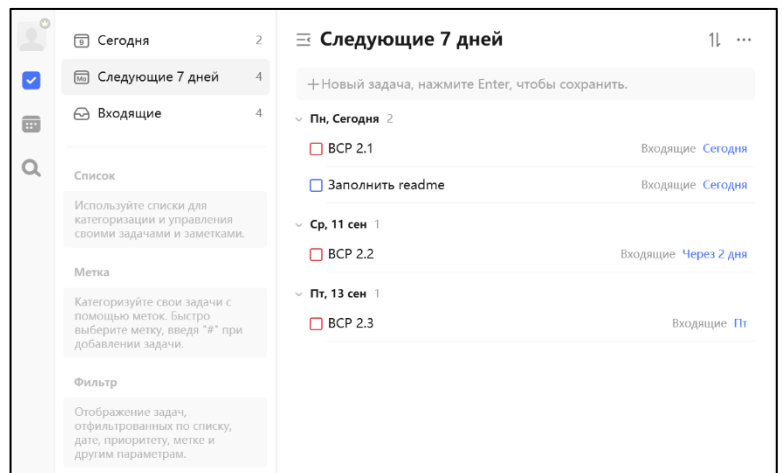 9 Сегодня 2
Mo Следующие 7 дней 4
Входящие 4
Список
Используйте списки для
категоризации и управления
своими задачами и заметками.
Метка
Категоризуйте свои задачи с
помощью меток. Быстро
выберите метку, введя "#" при
добавлении задачи.
Фильтр
Отображение задач,
отфильтрованных по списку,
дате, приоритету, метке и
другим параметрам.
Следующие 7 дней
+Новый задача, нажмите Enter, чтобы сохранить.
Пн, Сегодня 2
ВСР 2.1 Входящие Сегодня
Заполнить readme Входящие Сегодня
Ср, 11 сен 1
ВСР 2.2 Входящие Через 2 дня
Пт, 13 сен 1
ВСР 2.3 Входящие Пт